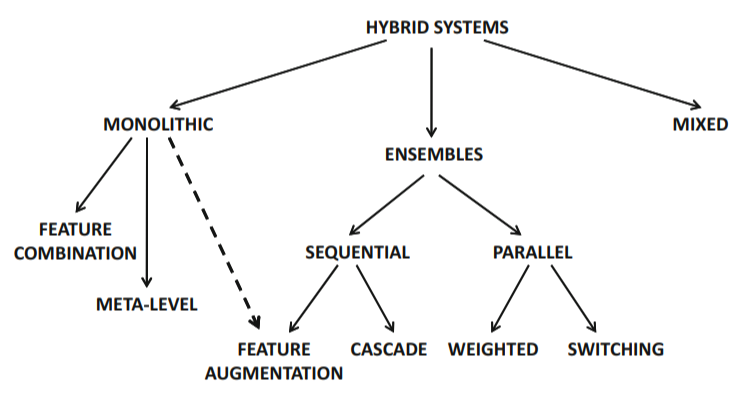 HYBRID SYSTEMS
MONOLITHIC
MIXED
ENSEMBLES
FEATURE
COMBINATION
SEQUENTIAL
PARALLEL
META-LEVEL
FEATURE
AUGMENTATION
CASCADE
WEIGHTED
SWITCHING